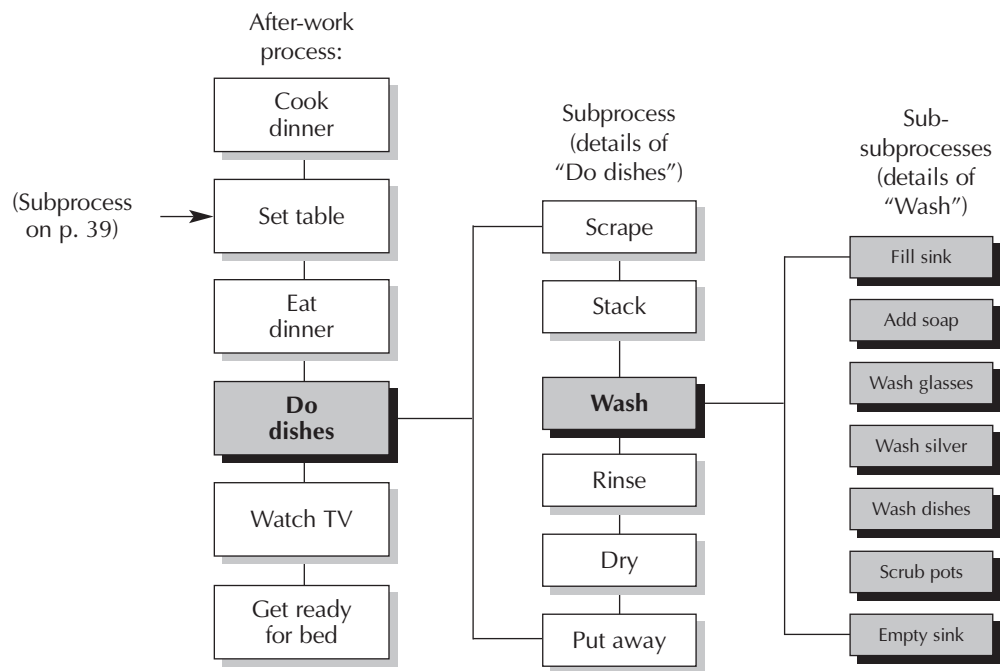 After-work
process:
Cook
dinner
(Subprocess
on p. 39)
Set table
Eat
dinner
Do
dishes
Watch TV
Get ready
for bed
Subprocess
(details of
“Do dishes”)
Scrape
Stack
Wash
Rinse
Dry
Put away
Sub-
subprocesses
(details of
“Wash”)
Fill sink
Add soap
Wash glasses
Wash silver
Wash dishes
Scrub pots
Empty sink